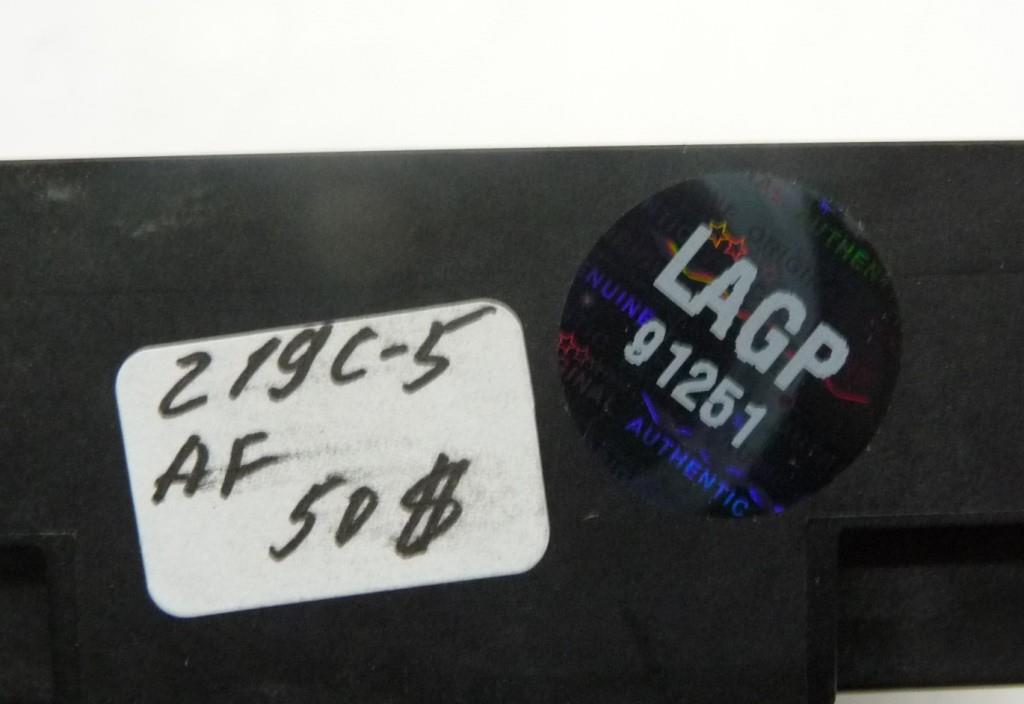 219C-5
AF
50$
LAGP
91251
AUTHENTIC